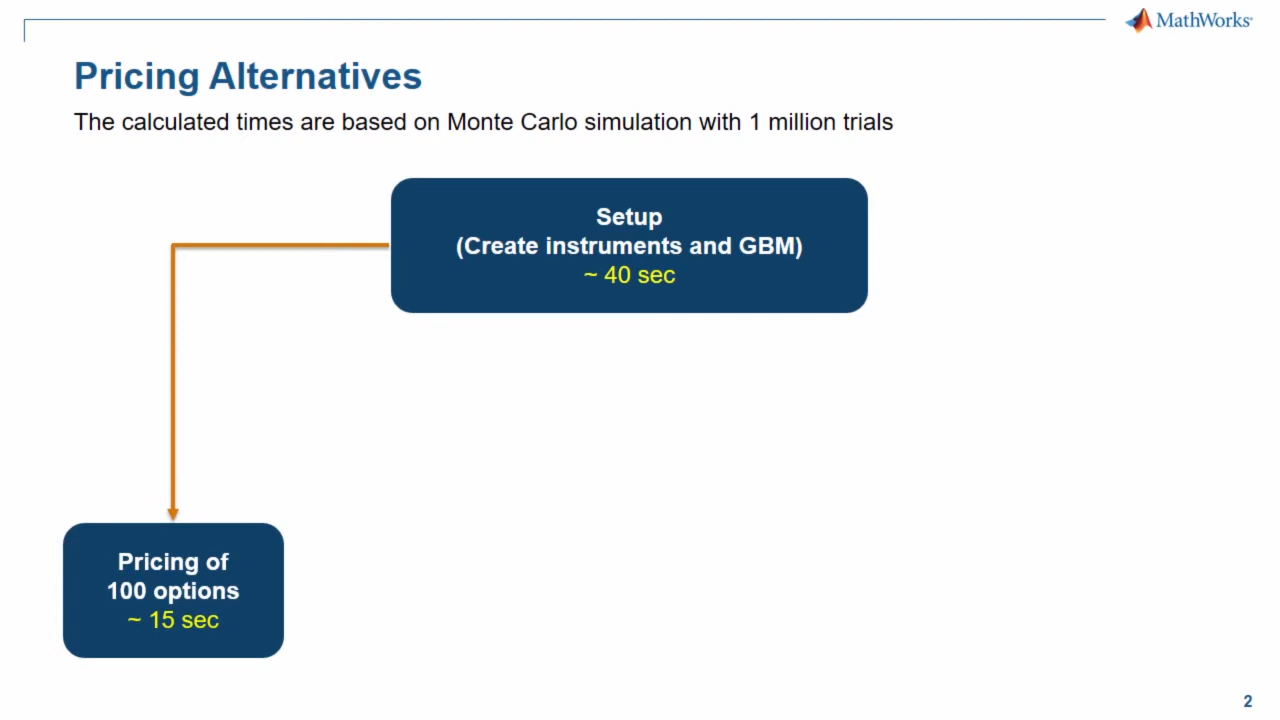 MathWorks
Pricing Alternatives
The calculated times are based on Monte Carlo simulation with 1 million trials
Setup
(Create instruments and GBM)
~ 40 sec
Pricing of
100 options
~ 15 sec
2